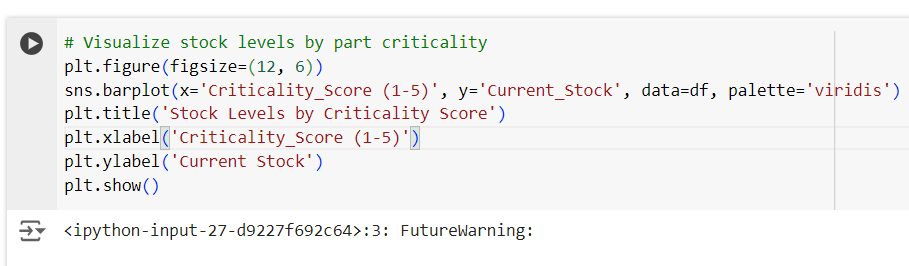 # Visualize stock levels by part criticality
plt.figure(figsize=(12, 6))
sns.barplot(x='Criticality_Score (1-5)', y='Current_Stock', data=df, palette='viridis')
plt.title('Stock Levels by Criticality Score')
plt.xlabel('Criticality_Score (1-5)')
plt.ylabel('Current Stock')
plt.show()
<ipython-input-27-d9227f692c64>:3: FutureWarning: